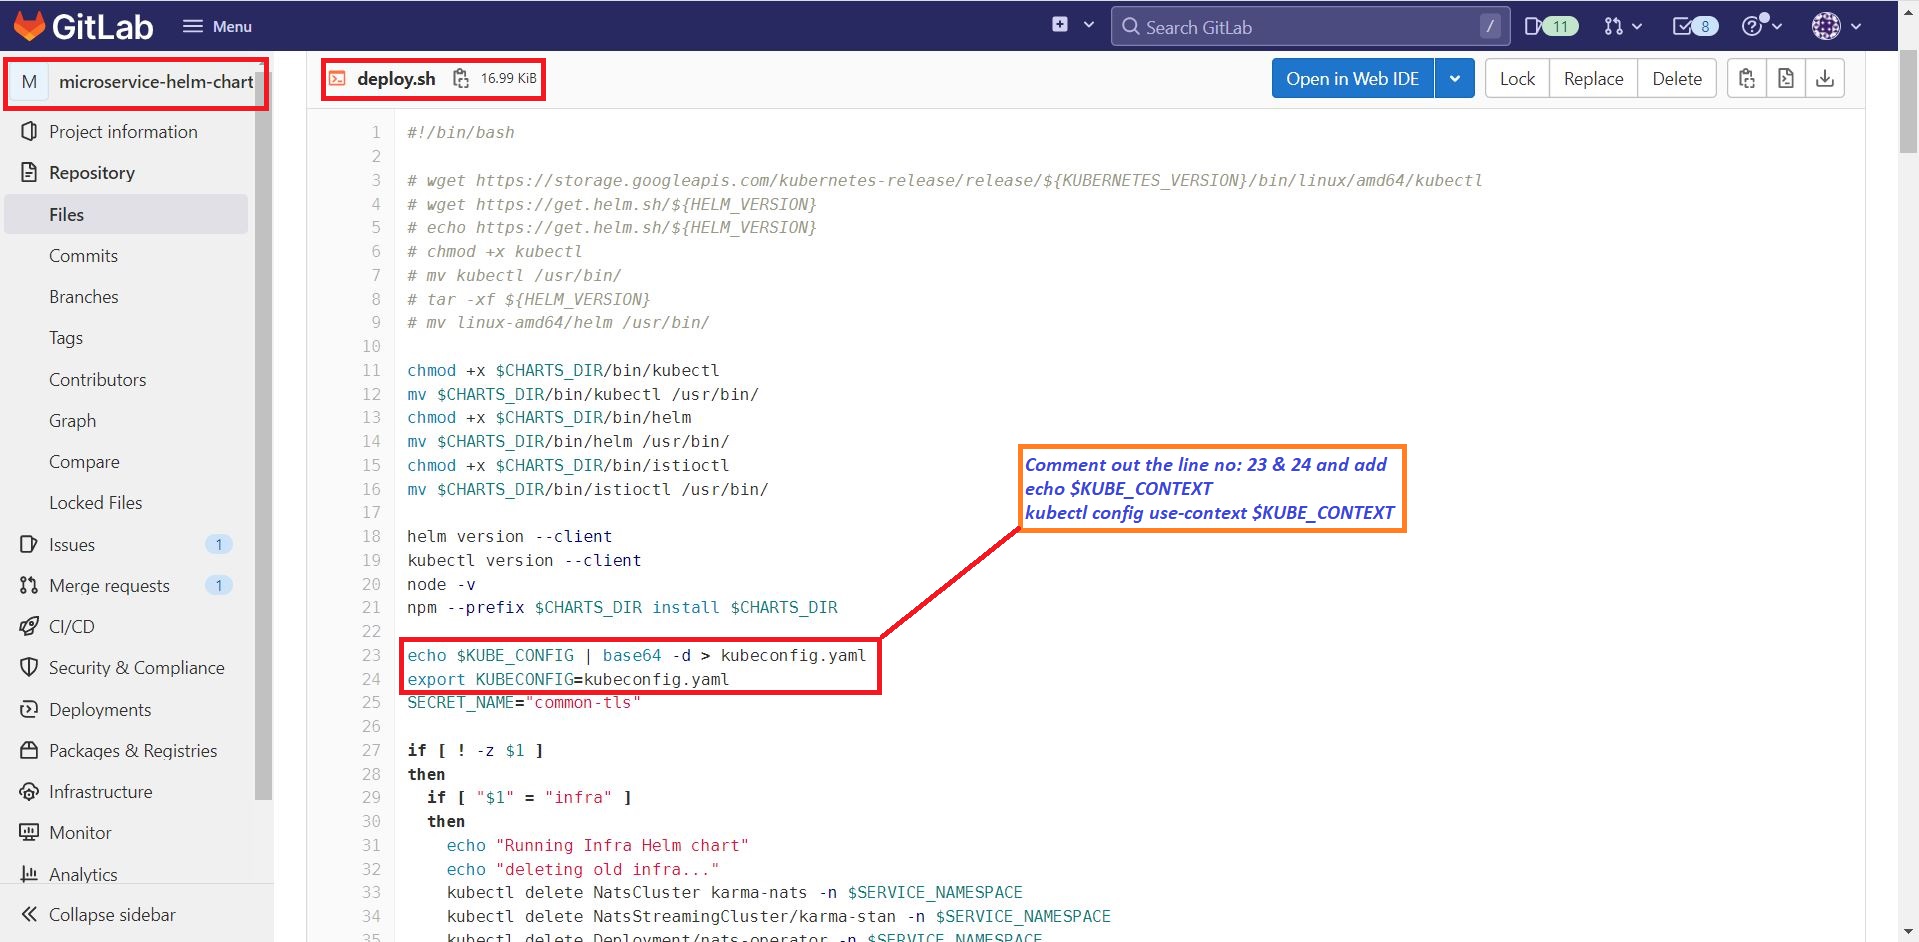 GitLab Menu Search GitLab / 11 8
M microservice-helm-chart
Project information
Repository
Files
Commits
Branches
Tags
Contributors
Graph
Compare
Locked Files
Issues 1
Merge requests 1
CI/CD
Security & Compliance
Deployments
Packages & Registries
Infrastructure
Monitor
Analytics
Collapse sidebar
deploy.sh 16.99 KiB Open in Web IDE Lock Replace Delete
1 #!/bin/bash
2
3 # wget https://storage.googleapis.com/kubernetes-release/release/${KUBERNETES_VERSION}/bin/linux/amd64/kubectl
4 # wget https://get.helm.sh/${HELM_VERSION}
5 # echo https://get.helm.sh/${HELM_VERSION}
6 # chmod +x kubectl
7 # mv kubectl /usr/bin/
8 # tar -xf ${HELM_VERSION}
9 # mv linux-amd64/helm /usr/bin/
10
11 chmod +x $CHARTS_DIR/bin/kubectl
12 mv $CHARTS_DIR/bin/kubectl /usr/bin/
13 chmod +x $CHARTS_DIR/bin/helm
14 mv $CHARTS_DIR/bin/helm /usr/bin/
15 chmod +x $CHARTS_DIR/bin/istioctl
16 mv $CHARTS_DIR/bin/istioctl /usr/bin/
17
18 helm version --client
19 kubectl version --client
20 node -v
21 npm --prefix $CHARTS_DIR install $CHARTS_DIR
22
23 echo $KUBE_CONFIG | base64 -d > kubeconfig.yaml
24 export KUBECONFIG=kubeconfig.yaml
25 SECRET_NAME="common-tls"
26
27 if [ ! -z $1 ]
28 then
29 if [ "$1" = "infra" ]
30 then
31 echo "Running Infra Helm chart"
32 echo "deleting old infra..."
33 kubectl delete NatsCluster karma-nats -n $SERVICE_NAMESPACE
34 kubectl delete NatsStreamingCluster/karma-stan -n $SERVICE_NAMESPACE
35 kubectl delete Deployment/nats-operator -n $SERVICE_NAMESPACE
Comment out the line no: 23 & 24 and add
echo $KUBE_CONTEXT
kubectl config use-context $KUBE_CONTEXT